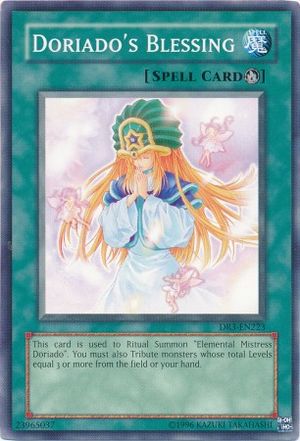 DORIADO'S BLESSING
SPELL
魔
[SPELL CARD]
DR3-EN223
This card is used to Ritual Summon "Elemental Mistress
Doriado". You must also Tribute monsters whose total Levels
equal 3 or more from the field or your hand.
23965037
©1996 KAZUKI TAKAHASHI